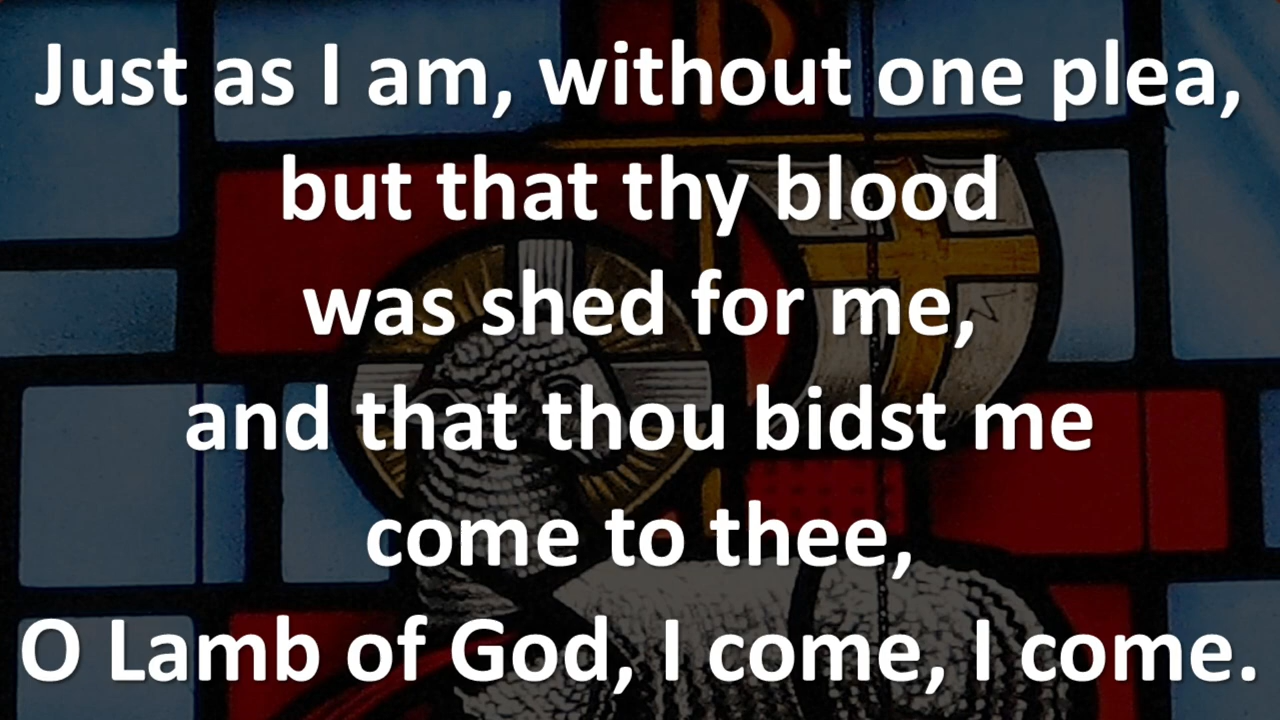 Just as I am, without one plea,
but that thy blood
was shed for me,
and that thou bidst me
come to thee,
O Lamb of God, I come, I come.